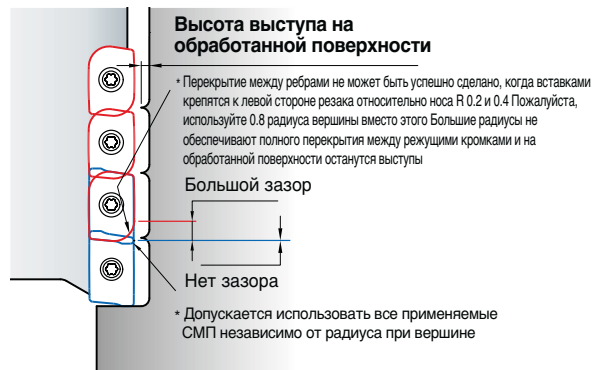 Высота выступа на
обработанной поверхности
* Перекрытие между ребрами не может быть успешно сделано, когда вставками
крепятся к левой стороне резака относительно носа R 0.2 и 0.4 Пожалуйста,
используйте 0.8 радиуса вершины вместо этого Большие радиусы не
обеспечивают полного перекрытия между режущими кромками и на
обработанной поверхности останутся выступы
Большой зазор
Нет зазора
* Допускается использовать все применяемые
СМП независимо от радиуса при вершине